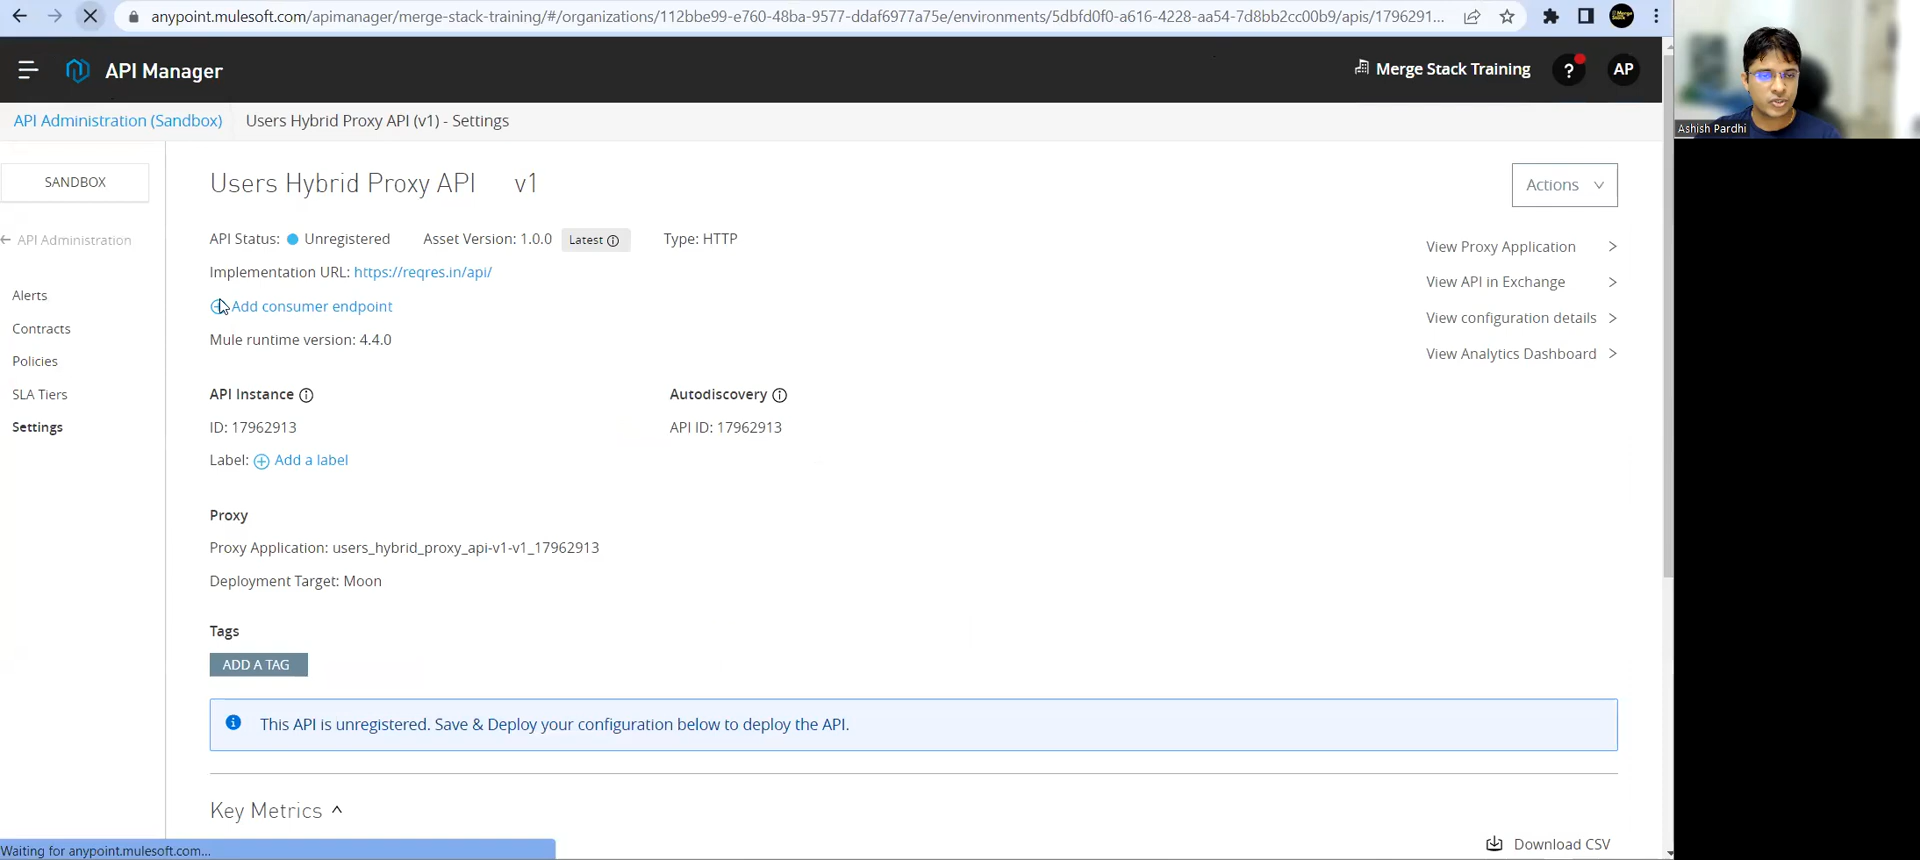 anypoint.mulesoft.com/apimanager/merge-stack-training/#/organizations/112bbe99-e760-48ba-9577-ddaf6977a75e/environments/5dbfd0f0-a616-4228-aa54-7d8bb2cc00b9/apis/1796291...
API Manager
Merge Stack Training
?
AP
Ashish Pardhi
API Administration (Sandbox)
Users Hybrid Proxy API (v1) - Settings
SANDBOX
API Administration
Alerts
Contracts
Policies
SLA Tiers
Settings
Users Hybrid Proxy API v1
Actions
API Status: Unregistered Asset Version: 1.0.0 Latest Type: HTTP
Implementation URL: https://reqres.in/api/
Add consumer endpoint
Mule runtime version: 4.4.0
View Proxy Application
View API in Exchange
View configuration details
View Analytics Dashboard
API Instance
ID: 17962913
Label: Add a label
Autodiscovery
API ID: 17962913
Proxy
Proxy Application: users_hybrid_proxy_api-v1-v1_17962913
Deployment Target: Moon
Tags
ADD A TAG
This API is unregistered. Save & Deploy your configuration below to deploy the API.
Key Metrics
Download CSV
Waiting for anypoint.mulesoft.com...